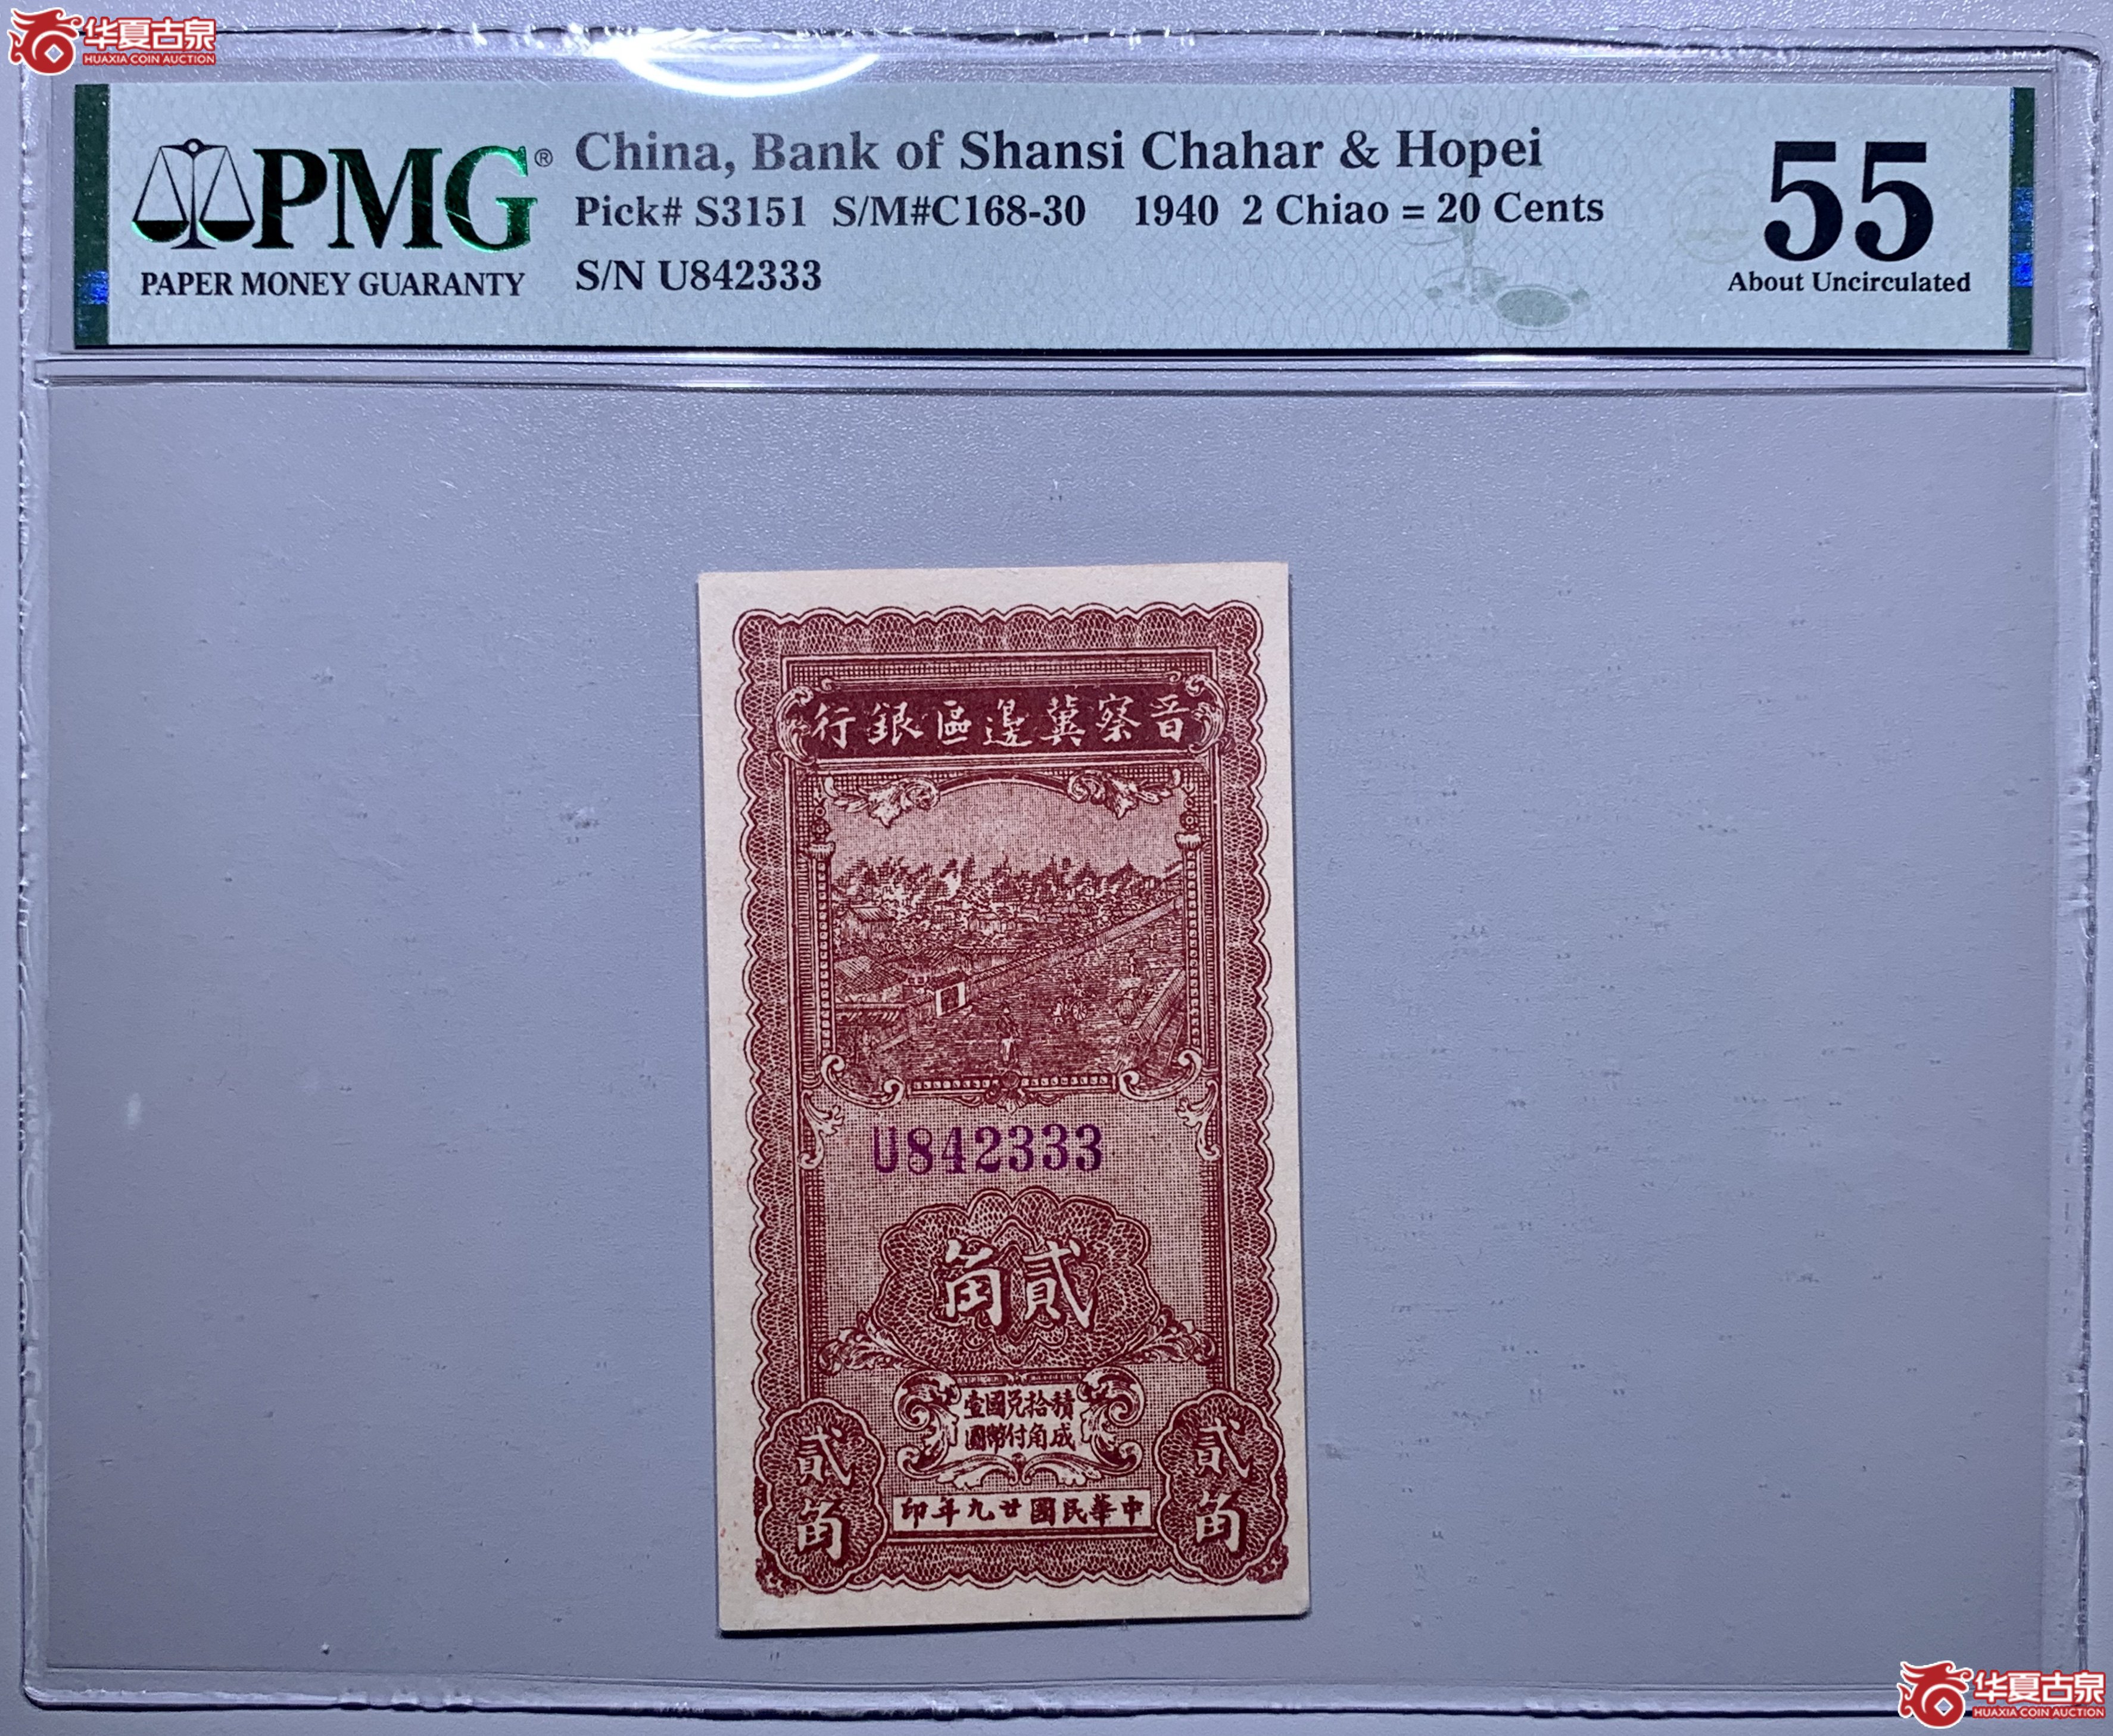 华夏古泉
HUAXIA COIN AUCTION
PMG®
PAPER MONEY GUARANTY
China, Bank of Shansi Chahar & Hopei
Pick# S3151 S/M#C168-30 1940 2 Chiao = 20 Cents
S/N U842333
55
About Uncirculated
行銀區邊冀察晋
U842333
角貳
壹國兑拾積
圓幣付角成
貳角
貳角
印年九廿國民華中
华夏古泉
HUAXIA COIN AUCTION